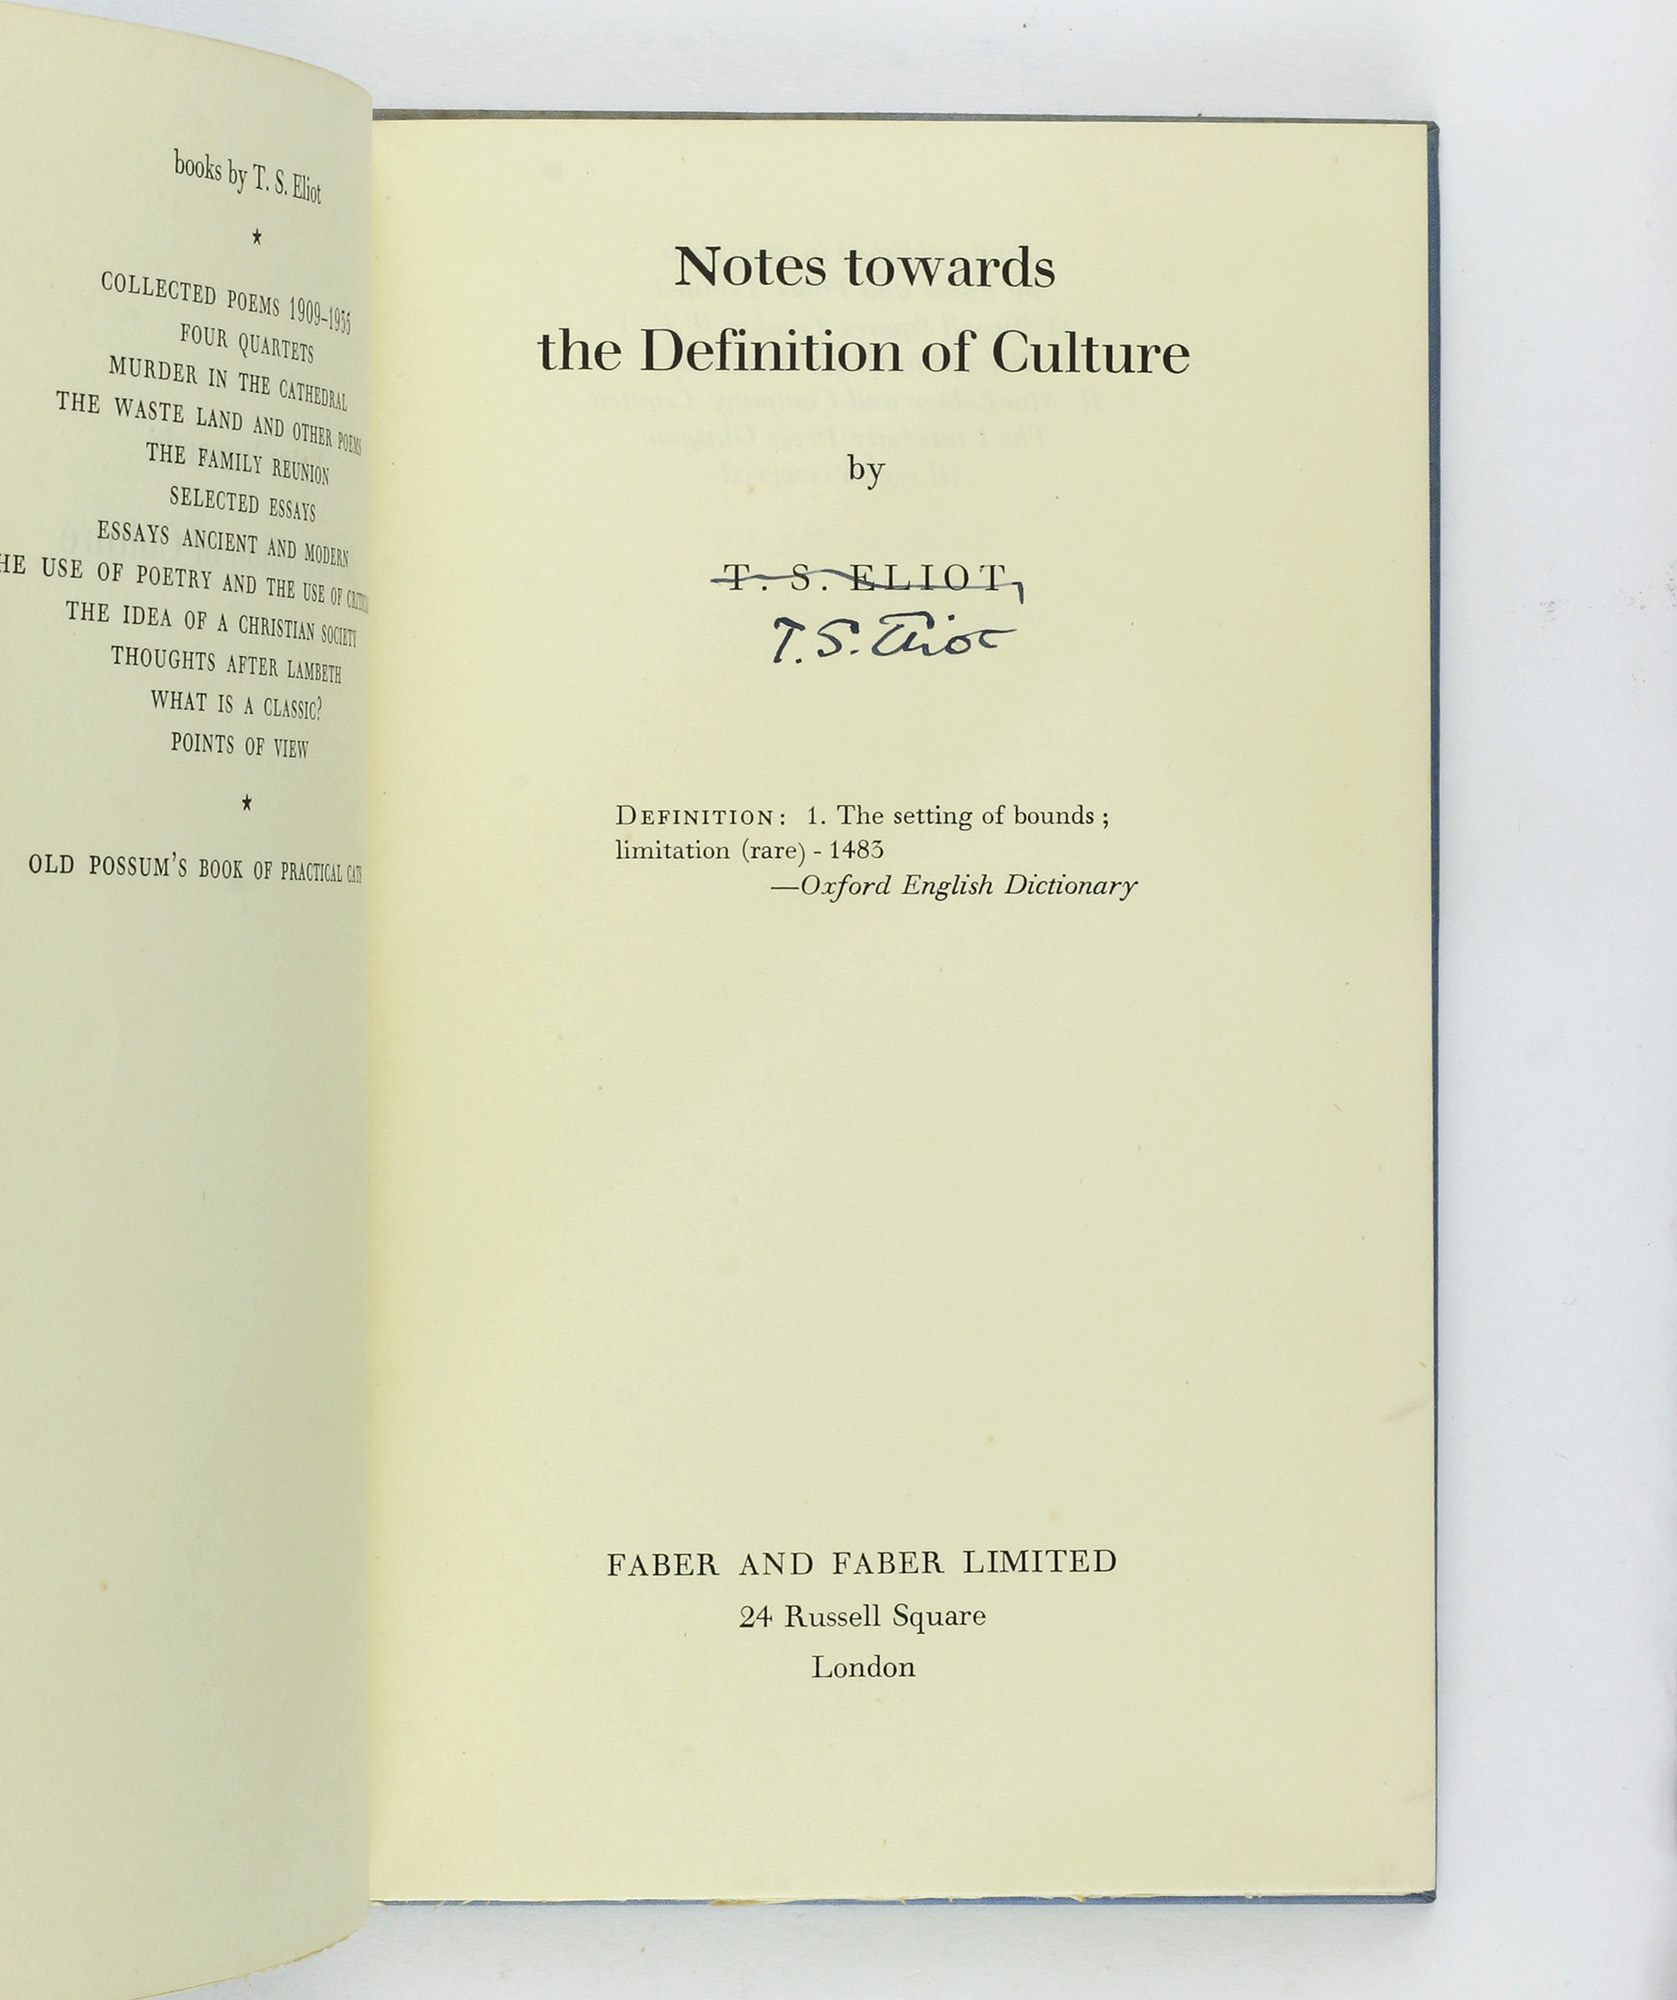 books by T. S. Eliot
★
COLLECTED POEMS 1909–1935
FOUR QUARTETS
MURDER IN THE CATHEDRAL
THE WASTE LAND AND OTHER POEMS
THE FAMILY REUNION
SELECTED ESSAYS
ESSAYS ANCIENT AND MODERN
HE USE OF POETRY AND THE USE OF
THE IDEA OF A CHRISTIAN SOCIETY
THOUGHTS AFTER LAMBETH
WHAT IS A CLASSIC?
POINTS OF VIEW
★
OLD POSSUM'S BOOK OF PRACTICAL CATS
Notes towards
the Definition of Culture
by
T. S. ELIOT
T. S. Eliot
DEFINITION: 1. The setting of bounds ;
limitation (rare) - 1483
—Oxford English Dictionary
FABER AND FABER LIMITED
24 Russell Square
London